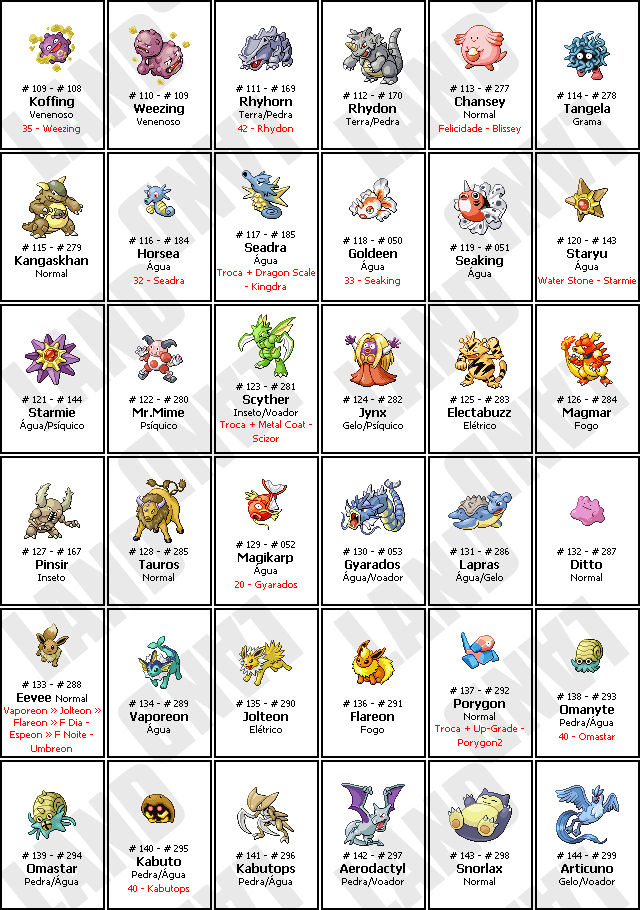 # 109 - # 108
Koffing
Venenoso
35 - Weezing
# 110 - # 109
Weezing
Venenoso
# 111 - # 169
Rhyhorn
Terra/Pedra
42 - Rhydon
# 112 - # 170
Rhydon
Terra/Pedra
# 113 - # 277
Chansey
Normal
Felicidade - Blissey
# 114 - # 278
Tangela
Grama
# 115 - # 279
Kangaskhan
Normal
# 116 - # 184
Horsea
Água
32 - Seadra
# 117 - # 185
Seadra
Água
Troca + Dragon Scale
- Kingdra
# 118 - # 050
Goldeen
Água
33 - Seaking
# 119 - # 051
Seaking
Água
# 120 - # 143
Staryu
Água
Water Stone - Starmie
# 121 - # 144
Starmie
Água/Psíquico
# 122 - # 280
Mr.Mime
Psíquico
# 123 - # 281
Scyther
Inseto/Voador
Troca + Metal Coat -
Scizor
# 124 - # 282
Jynx
Gelo/Psíquico
# 125 - # 283
Electabuzz
Elétrico
# 126 - # 284
Magmar
Fogo
# 127 - # 167
Pinsir
Inseto
# 128 - # 285
Tauros
Normal
# 129 - # 052
Magikarp
Água
20 - Gyarados
# 130 - # 053
Gyarados
Água/Voador
# 131 - # 286
Lapras
Água/Gelo
# 132 - # 287
Ditto
Normal
# 133 - # 288
Eevee Normal
Vaporeon » Jolteon »
Flareon » F Dia -
Espeon » F Noite -
Umbreon
# 134 - # 289
Vaporeon
Água
# 135 - # 290
Jolteon
Elétrico
# 136 - # 291
Flareon
Fogo
# 137 - # 292
Porygon
Normal
Troca + Up-Grade -
Porygon2
# 138 - # 293
Omanyte
Pedra/Água
40 - Omastar
# 139 - # 294
Omastar
Pedra/Água
# 140 - # 295
Kabuto
Pedra/Água
40 - Kabutops
# 141 - # 296
Kabutops
Pedra/Água
# 142 - # 297
Aerodactyl
Pedra/Voador
# 143 - # 298
Snorlax
Normal
# 144 - # 299
Articuno
Gelo/Voador